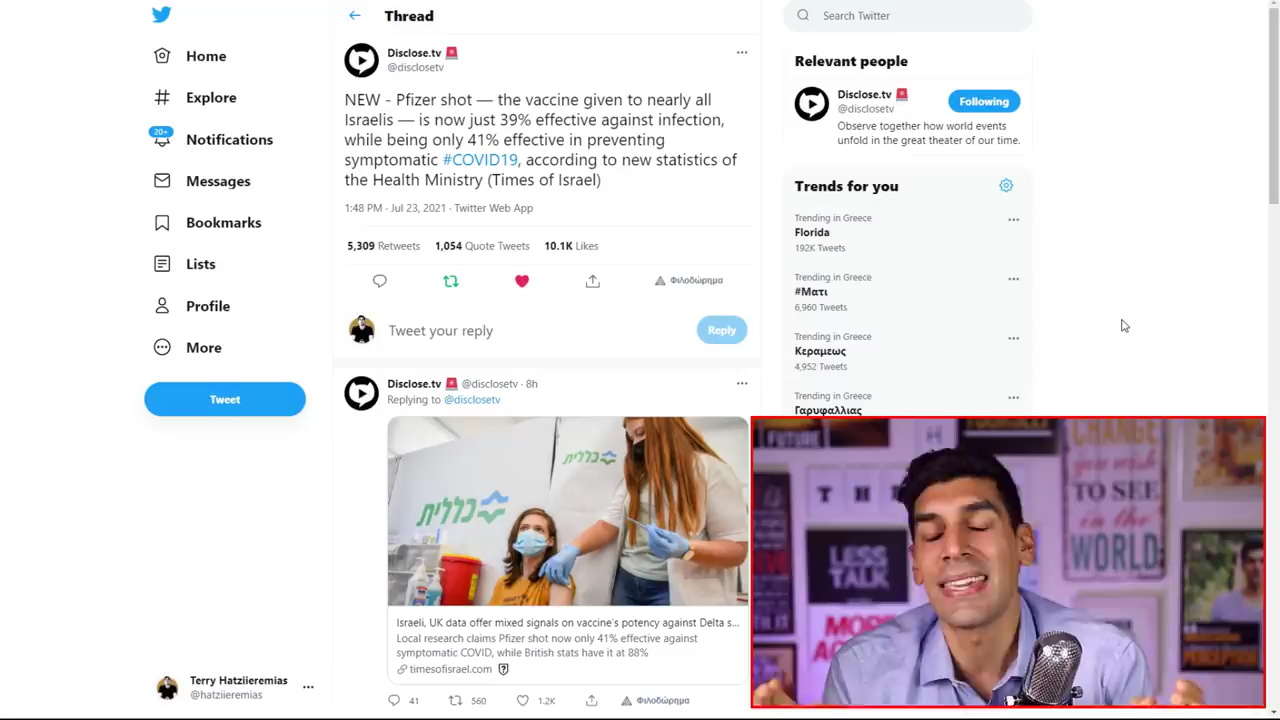 Home
Explore
20+
Notifications
Messages
Bookmarks
Lists
Profile
More
Tweet
Terry Hatziieremias
@hatziieremias
Thread
Disclose.tv
@disclosetv
NEW - Pfizer shot — the vaccine given to nearly all
Israelis — is now just 39% effective against infection,
while being only 41% effective in preventing
symptomatic #COVID19, according to new statistics of
the Health Ministry (Times of Israel)
1:48 PM · Jul 23, 2021 · Twitter Web App
5,309 Retweets 1,054 Quote Tweets 10.1K Likes
Φιλοδώρημα
Tweet your reply
Reply
Disclose.tv @disclosetv · 8h
Replying to @disclosetv
כללית
כללית
Israeli, UK data offer mixed signals on vaccine's potency against Delta s...
Local research claims Pfizer shot now only 41% effective against
symptomatic COVID, while British stats have it at 88%
timesofisrael.com
41 560 1.2K Φιλοδώρημα
Search Twitter
Relevant people
Disclose.tv
@disclosetv
Following
Observe together how world events
unfold in the great theater of our time.
Trends for you
Trending in Greece
Florida
192K Tweets
Trending in Greece
#Ματι
6,960 Tweets
Trending in Greece
Κεραμεως
4,952 Tweets
Trending in Greece
Γαρυφαλλιας
FUTURE
TH
LESS
TALK
CHANGE
you wish
TO SEE
in the
WORLD